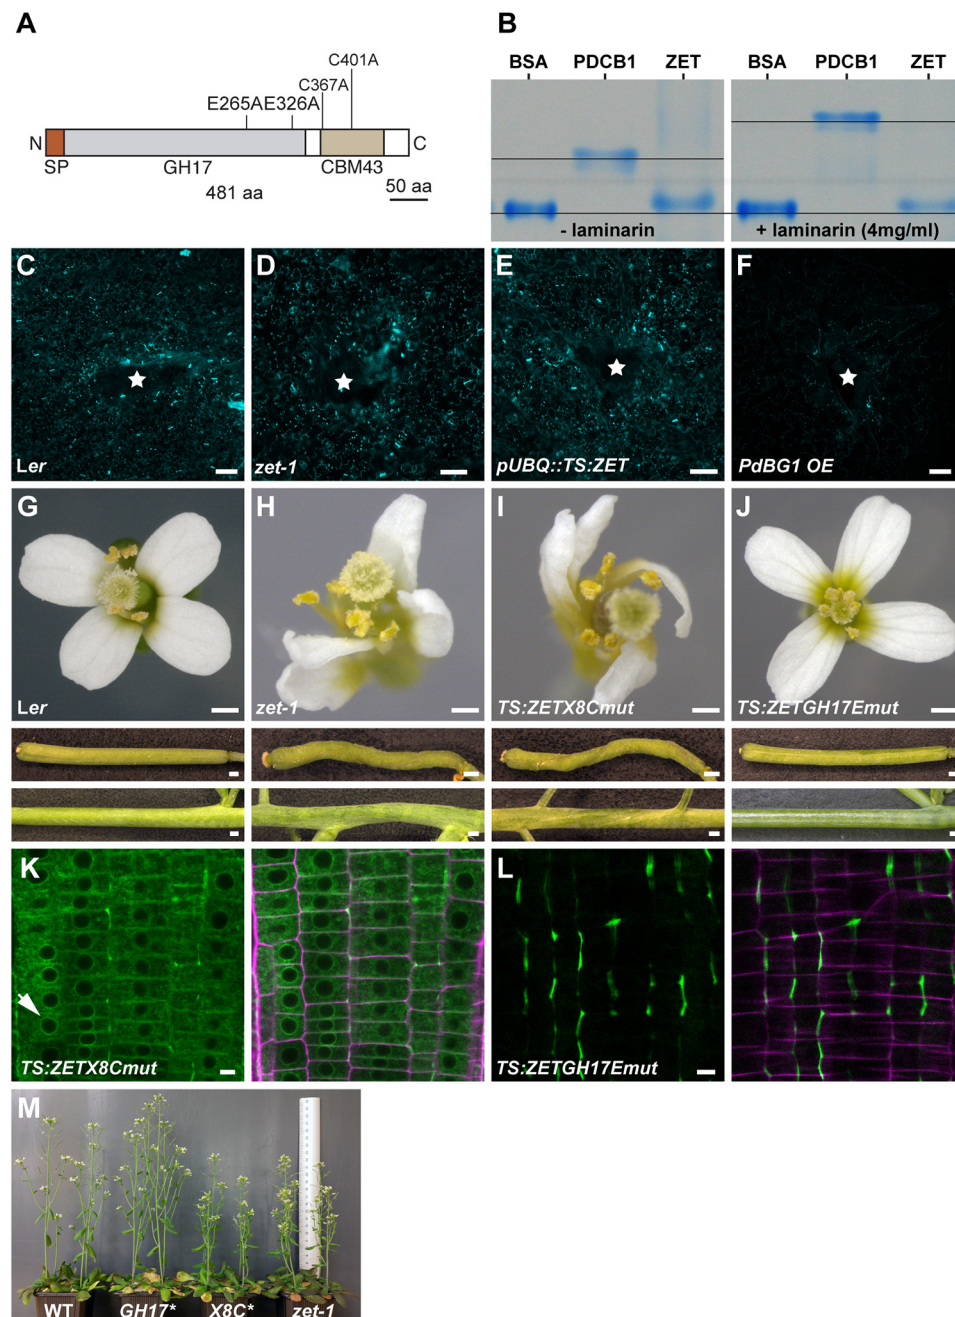 A
C401A
C367A
E265AE326A
N
C
SP
GH17
CBM43
481 aa
50 aa
B
BSA PDCB1 ZET
BSA PDCB1 ZET
- laminarin
+ laminarin (4mg/ml)
C
Ler
D
zet-1
E
pUBQ::TS:ZET
F
PdBG1 OE
G
Ler
H
zet-1
I
TS:ZETX8Cmut
J
TS:ZETGH17Emut
K
TS:ZETX8Cmut
L
TS:ZETGH17Emut
M
WT
GH17*
X8C*
zet-1